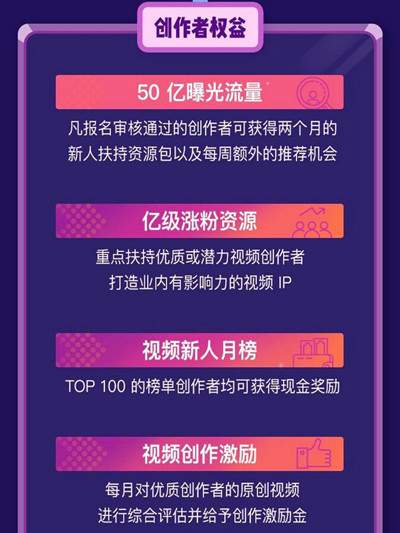 创作者权益
50 亿曝光流量
凡报名审核通过的创作者可获得两个月的
新人扶持资源包以及每周额外的推荐机会
亿级涨粉资源
重点扶持优质或潜力视频创作者
打造业内有影响力的视频 IP
视频新人月榜
TOP 100 的榜单创作者均可获得现金奖励
视频创作激励
每月对优质创作者的原创视频
进行综合评估并给予创作激励金